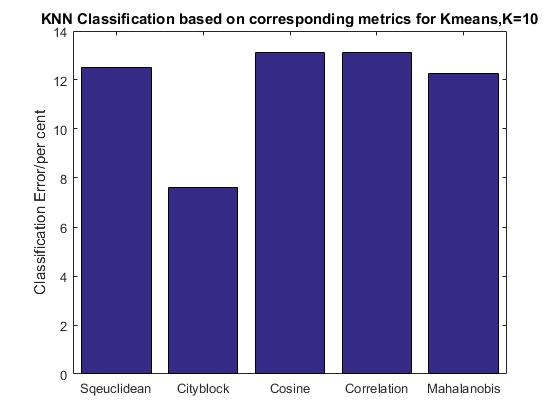 KNN Classification based on corresponding metrics for Kmeans,K=10
14
12
10
8
6
4
2
0
Classification Error/per cent
Sqeuclidean Cityblock Cosine Correlation Mahalanobis